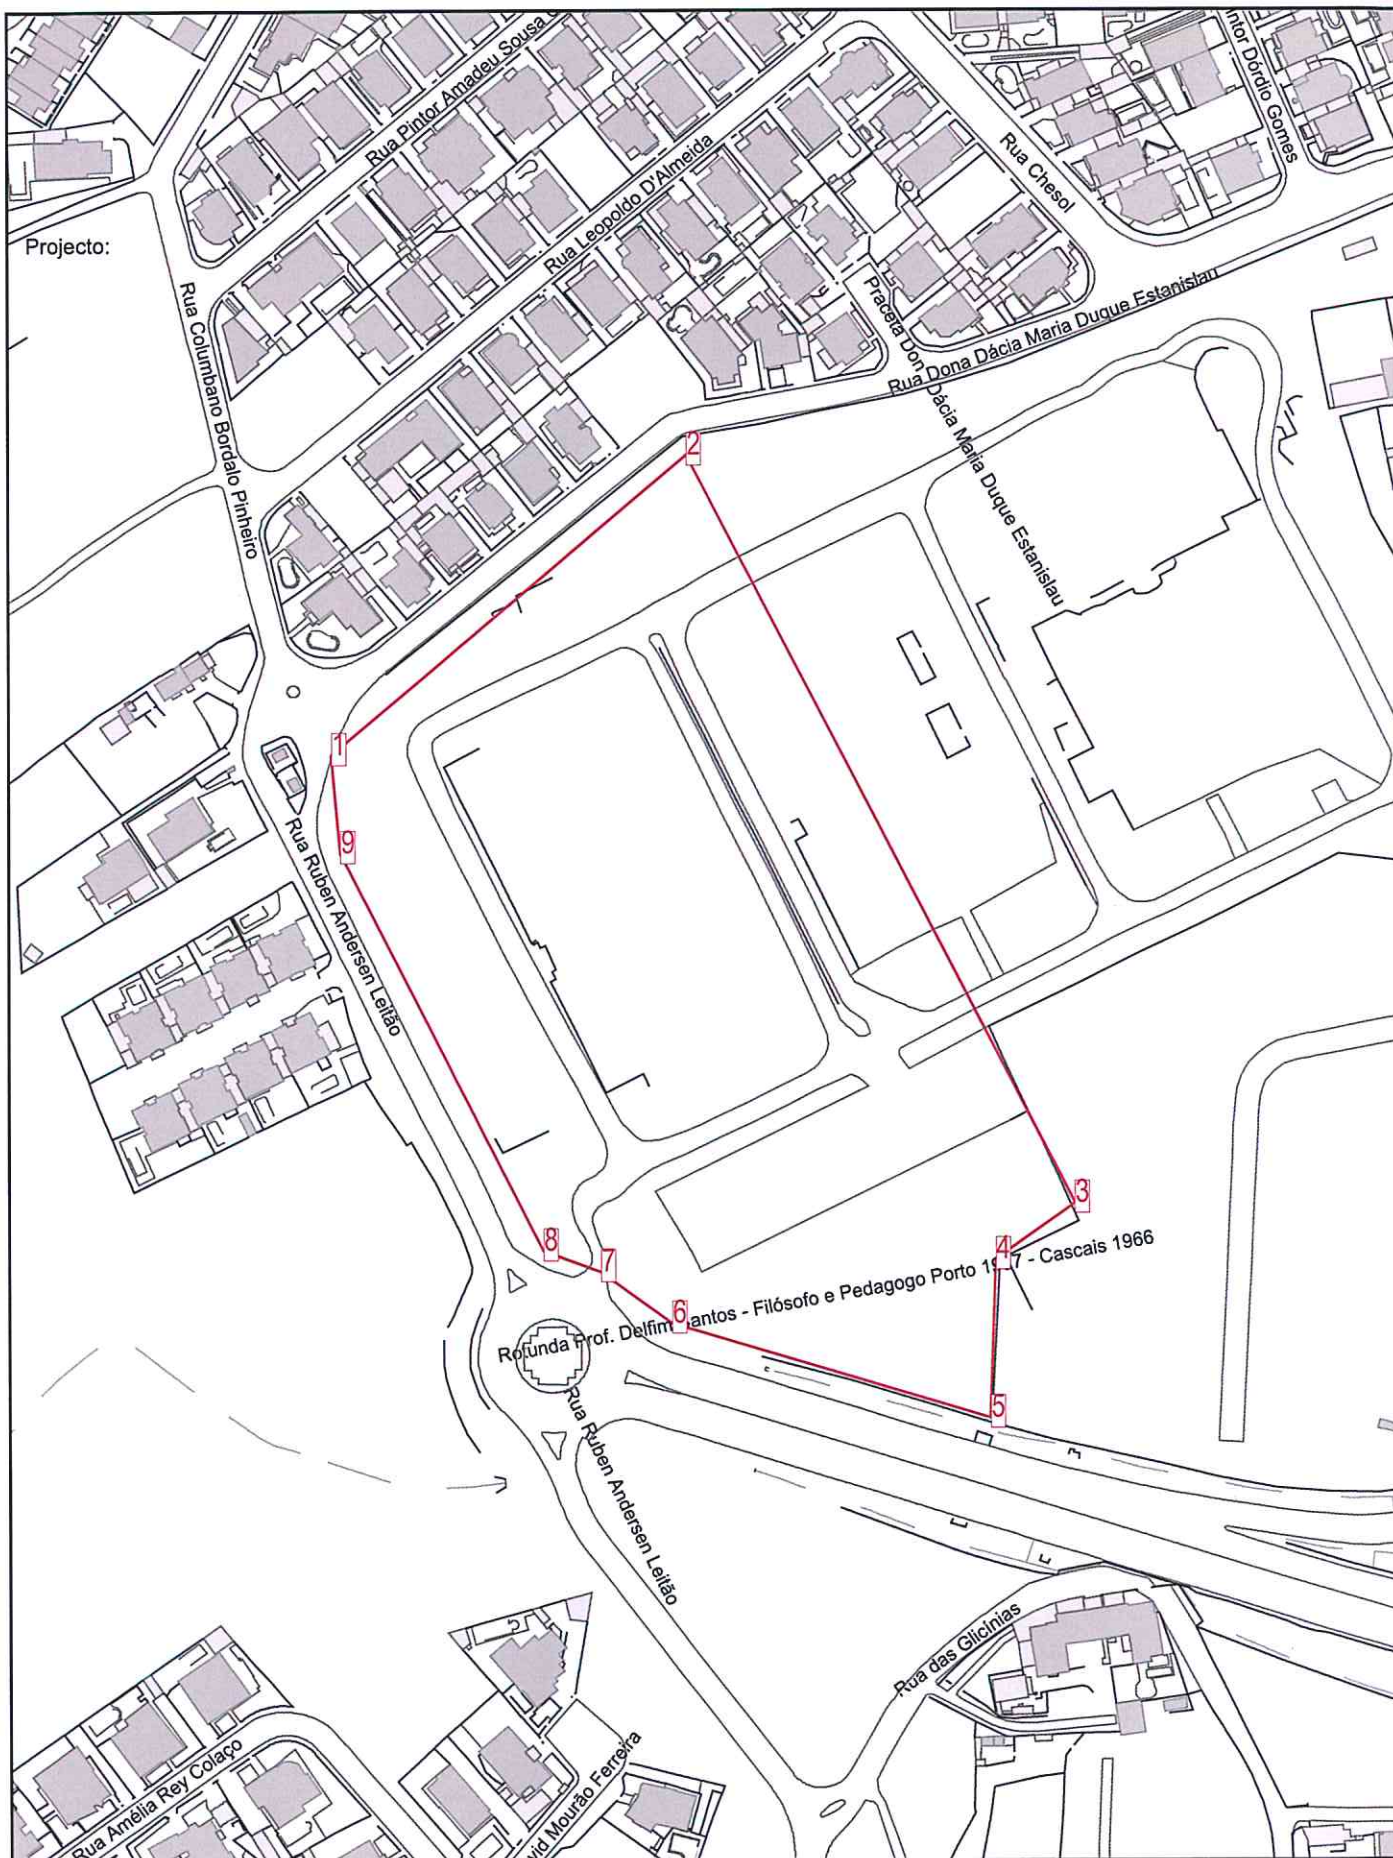 Rua Pintor Amadeu Sousa
Dórdio Gomes
Rua Leopoldo D'Almeida
Rua Chesol
Projecto:
Rua Columbano Bordalo Pinheiro
Rua Dona Dácia Maria Duque Estanislau
Praceta Don Dácia Maria Duque Estanislau
2
1
9
Rua Ruben Andersen Leitão
3
4
8
7
6
Rotunda Prof. Delfim antos - Filósofo e Pedagogo Porto 19 7 - Cascais 1966
5
Rua Ruben Andersen Leitão
Rua das Glicínias
Rua Amélia Rey Colaço
vid Mourão Ferreira